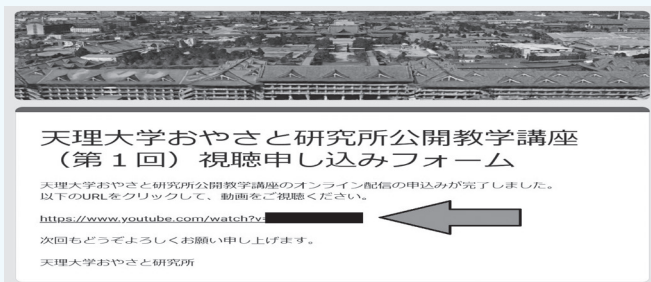 天理大学おやさと研究所公開教学講座
（第１回）視聴申し込みフォーム
天理大学おやさと研究所公開教学講座のオンライン配信の申込みが完了しました。
以下のURLをクリックして、動画をご視聴ください。
https://www.youtube.com/watch?v=
次回もどうぞよろしくお願い申し上げます。
天理大学おやさと研究所